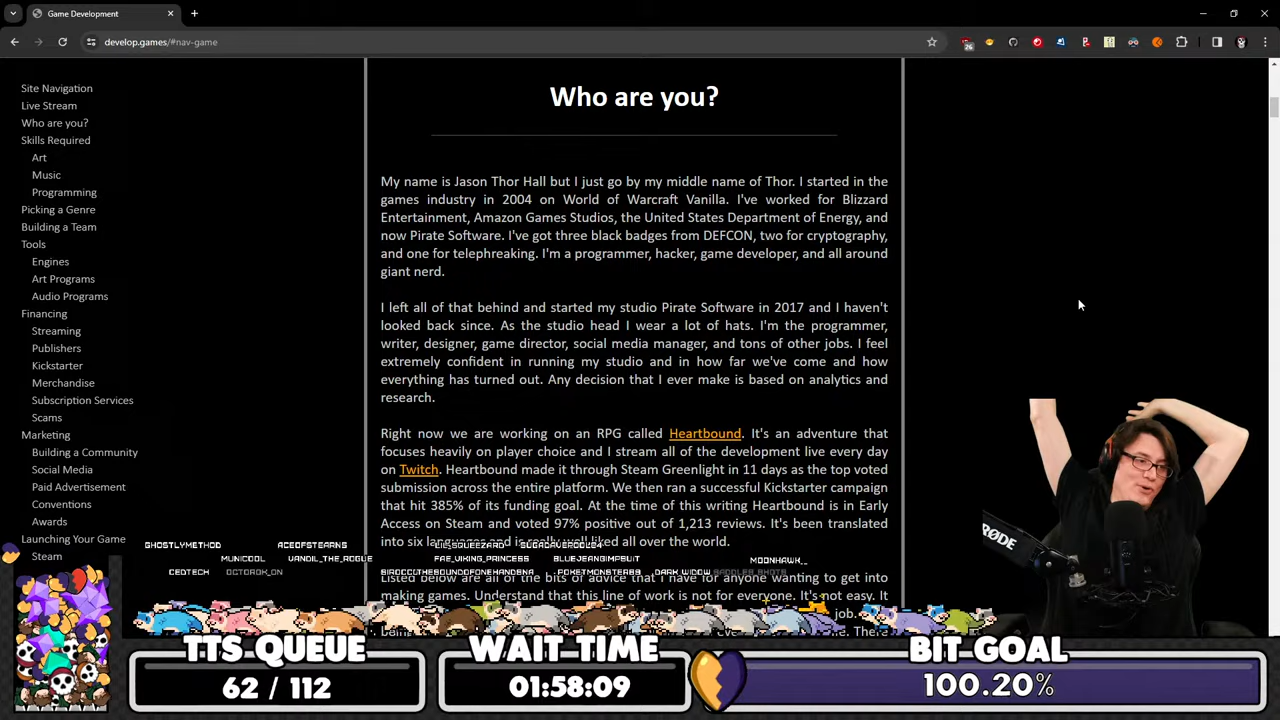 Game Development
develop.games/#nav-game
26
Site Navigation
Live Stream
Who are you?
Skills Required
Art
Music
Programming
Picking a Genre
Building a Team
Tools
Engines
Art Programs
Audio Programs
Financing
Streaming
Publishers
Kickstarter
Merchandise
Subscription Services
Scams
Marketing
Building a Community
Social Media
Paid Advertisement
Conventions
Awards
Launching Your Game
Steam
Who are you?
My name is Jason Thor Hall but I just go by my middle name of Thor. I started in the
games industry in 2004 on World of Warcraft Vanilla. I've worked for Blizzard
Entertainment, Amazon Games Studios, the United States Department of Energy, and
now Pirate Software. I've got three black badges from DEFCON, two for cryptography,
and one for telephreaking. I'm a programmer, hacker, game developer, and all around
giant nerd.
I left all of that behind and started my studio Pirate Software in 2017 and I haven't
looked back since. As the studio head I wear a lot of hats. I'm the programmer,
writer, designer, game director, social media manager, and tons of other jobs. I feel
extremely confident in running my studio and in how far we've come and how
everything has turned out. Any decision that I ever make is based on analytics and
research.
Right now we are working on an RPG called Heartbound. It's an adventure that
focuses heavily on player choice and I stream all of the development live every day
on Twitch. Heartbound made it through Steam Greenlight in 11 days as the top voted
submission across the entire platform. We then ran a successful Kickstarter campaign
that hit 385% of its funding goal. At the time of this writing Heartbound is in Early
Access on Steam and voted 97% positive out of 1,213 reviews. It's been translated
into six languages and is really well liked all over the world.
Listed below are all of the bits of advice that I have for anyone wanting to get into
making games. Understand that this line of work is not for everyone. It's not easy. It
job.
There
GHOSTLYMETHOD
ACEOFSTEARNS
MUNICOOL
WANDL_THE_ROGUE
FAE_VIKING_PRINCESS
BLUEJEANIMPSUIT
MOONHAWK_
CEDTECH
OCTOROK_ON
RØDE
TTS QUEUE
62 / 112
WAIT TIME
01:58:09
BIT GOAL
100.20%